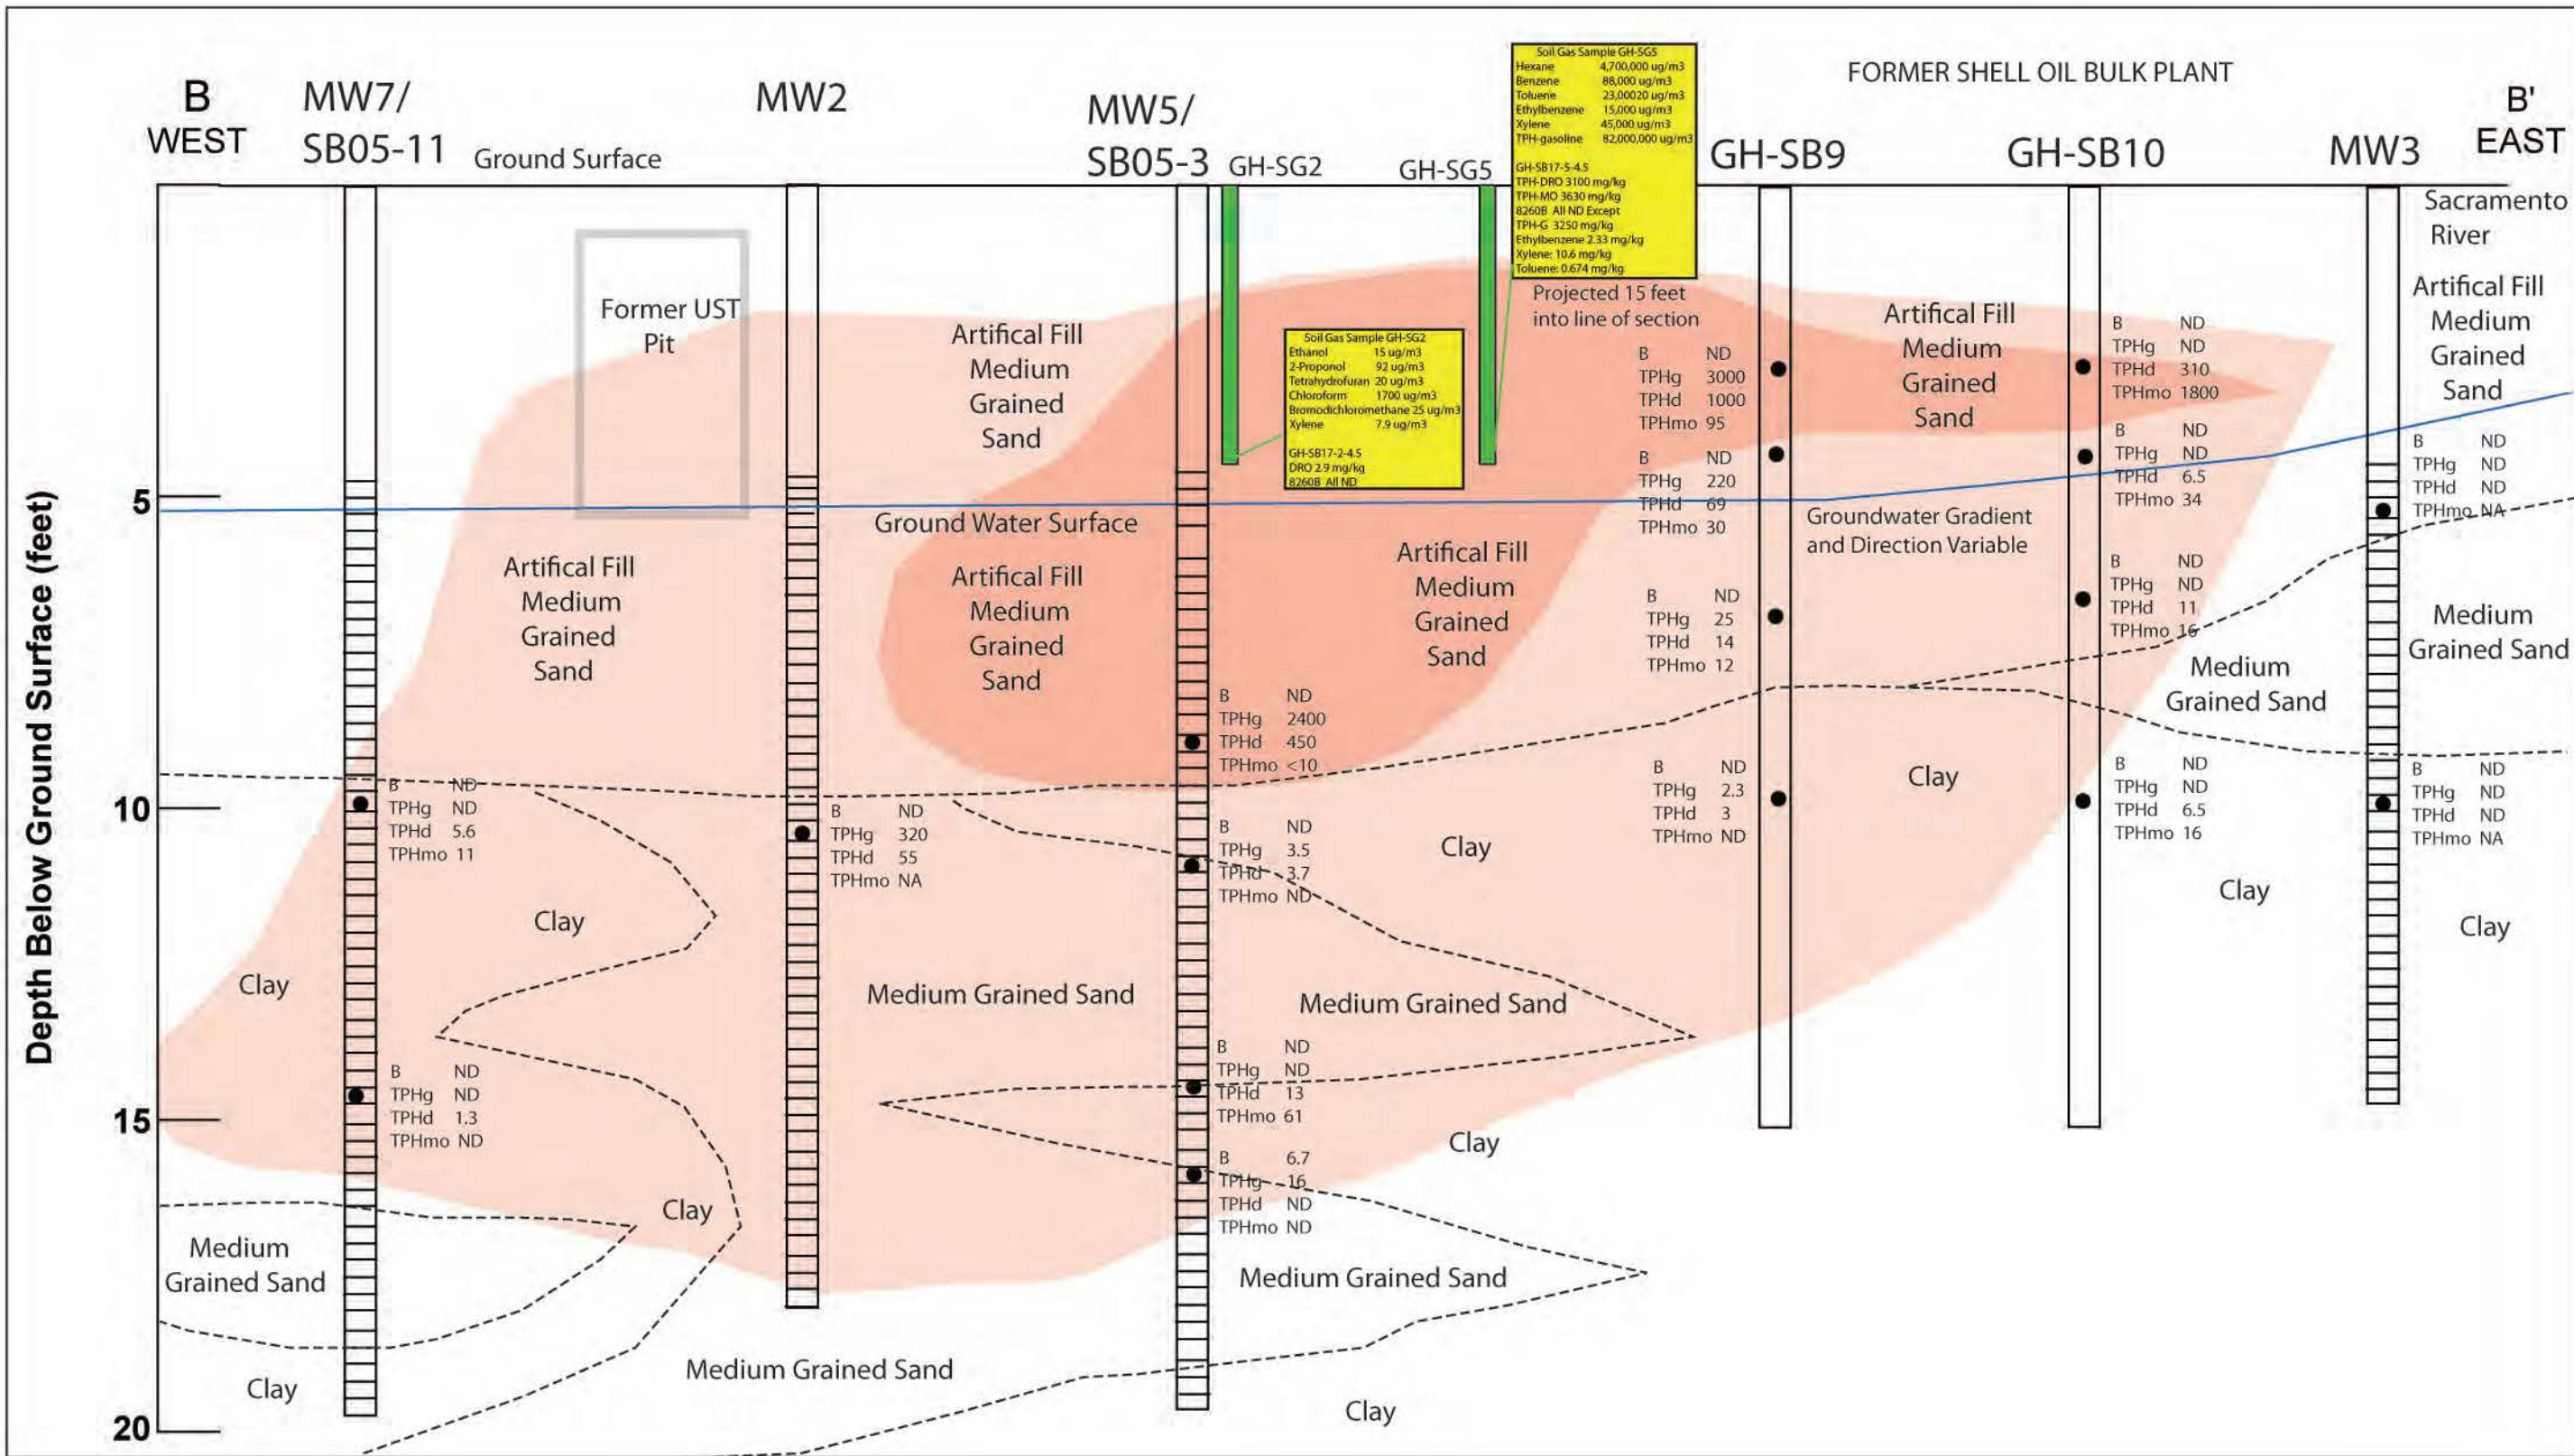 B
WEST
MW7/
SB05-11
Ground Surface
MW2
MW5/
SB05-3
GH-SG2
GH-SG5
Soil Gas Sample GH-SG5
Hexane 4,700,000 ug/m3
Benzene 88,000 ug/m3
Toluene 23,00020 ug/m3
Ethylbenzene 15,000 ug/m3
Xylene 45,000 ug/m3
TPH-gasoline 82,000,000 ug/m3
GH-SB17-5-4.5
TPH-DRO 3100 mg/kg
TPH-MO 3630 mg/kg
8260B All ND Except
TPH-G 3250 mg/kg
Ethylbenzene 2.33 mg/kg
Xylene: 10.6 mg/kg
Toluene: 0.674 mg/kg
FORMER SHELL OIL BULK PLANT
GH-SB9
GH-SB10
MW3
B'
EAST
Sacramento
River
Artifical Fill
Medium
Grained
Sand
Former UST
Pit
Artifical Fill
Medium
Grained
Sand
Soil Gas Sample GH-SG2
Ethanol 15 ug/m3
2-Proponol 92 ug/m3
Tetrahydrofuran 20 ug/m3
Chloroform 1700 ug/m3
Bromodichloromethane 25 ug/m3
Xylene 7.9 ug/m3
GH-SB17-2-4.5
DRO 2.9 mg/kg
8260B All ND
Projected 15 feet
into line of section
B ND
TPHg 3000
TPHd 1000
TPHmo 95
Artifical Fill
Medium
Grained
Sand
B ND
TPHg ND
TPHd 310
TPHmo 1800
B ND
TPHg 220
TPHd 69
TPHmo 30
B ND
TPHg ND
TPHd 6.5
TPHmo 34
B ND
TPHg ND
TPHd ND
TPHmo NA
Depth Below Ground Surface (feet)
5
Ground Water Surface
Groundwater Gradient
and Direction Variable
Artifical Fill
Medium
Grained
Sand
Artifical Fill
Medium
Grained
Sand
Artifical Fill
Medium
Grained
Sand
B ND
TPHg 25
TPHd 14
TPHmo 12
B ND
TPHg ND
TPHd 11
TPHmo 16
Medium
Grained Sand
Medium
Grained Sand
B ND
TPHg 2400
TPHd 450
TPHmo <10
10
B ND
TPHg ND
TPHd 5.6
TPHmo 11
B ND
TPHg 320
TPHd 55
TPHmo NA
B ND
TPHg 3.5
TPHd 3.7
TPHmo ND
Clay
B ND
TPHg 2.3
TPHd 3
TPHmo ND
Clay
B ND
TPHg ND
TPHd 6.5
TPHmo 16
B ND
TPHg ND
TPHd ND
TPHmo NA
Clay
Clay
Clay
Clay
Medium Grained Sand
Medium Grained Sand
15
B ND
TPHg ND
TPHd 1.3
TPHmo ND
B ND
TPHg ND
TPHd 13
TPHmo 61
Clay
B 6.7
TPHg 16
TPHd ND
TPHmo ND
Clay
Medium
Grained Sand
Medium Grained Sand
Clay
Medium Grained Sand
Clay
20